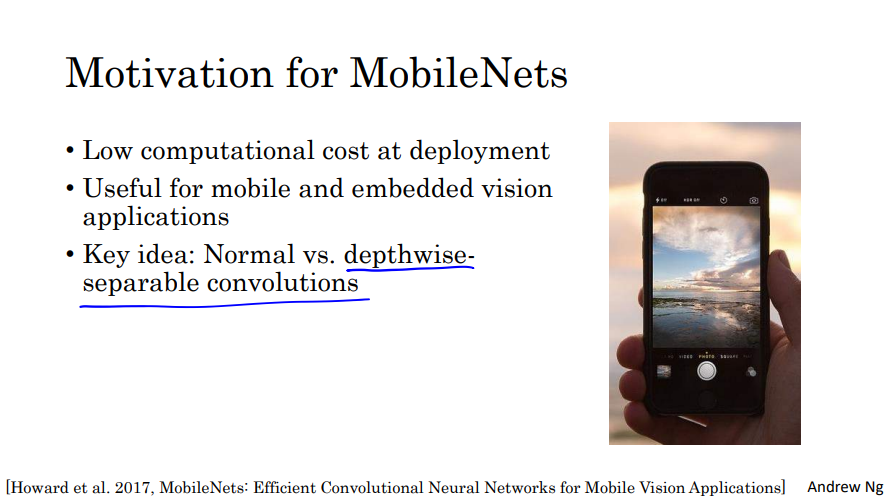 Motivation for MobileNets
• Low computational cost at deployment
• Useful for mobile and embedded vision
applications
• Key idea: Normal vs. depthwise-
separable convolutions
VIDEO PHOTO SQUARE
[Howard et al. 2017, MobileNets: Efficient Convolutional Neural Networks for Mobile Vision Applications]
Andrew Ng